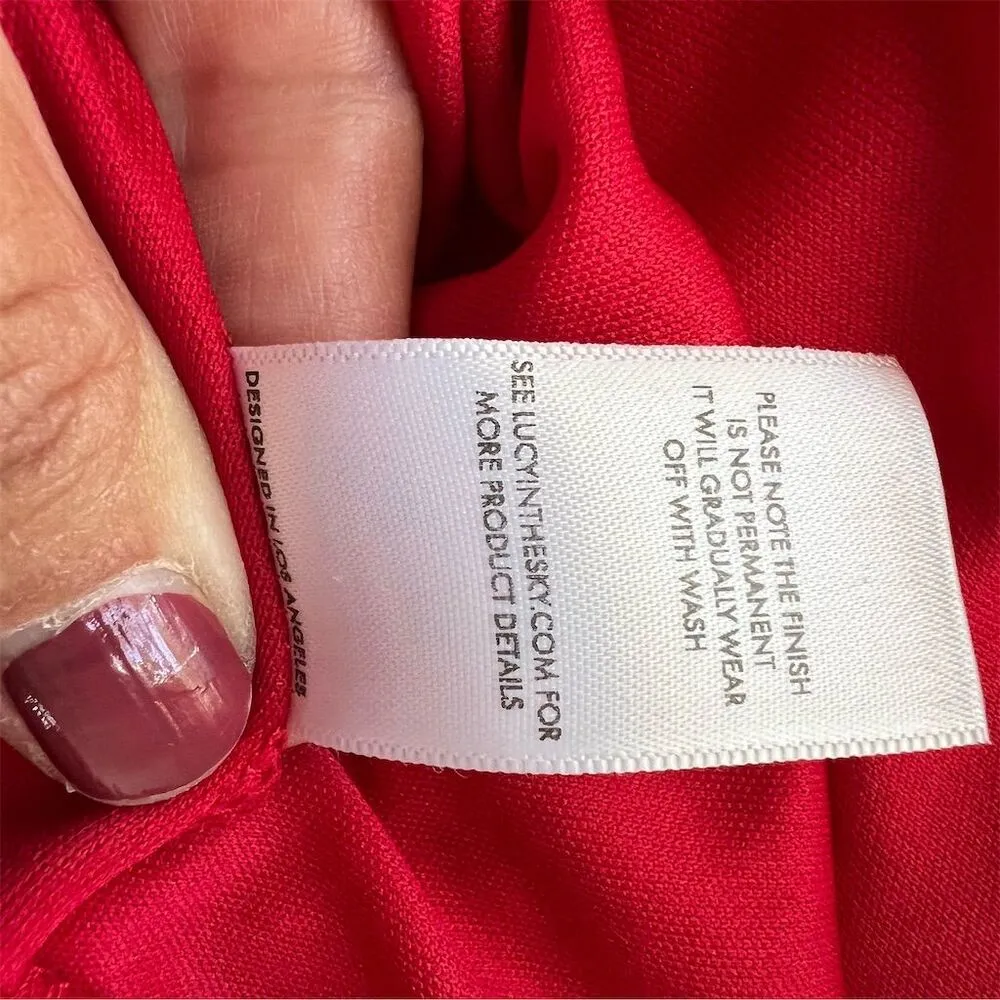 PLEASE NOTE THE FINISH
IS NOT PERMANENT
IT WILL GRADUALLY WEAR
OFF WITH WASH
SEE LUCYINTHESKY.COM FOR
MORE PRODUCT DETAILS
DESIGNED IN LOS ANGELES